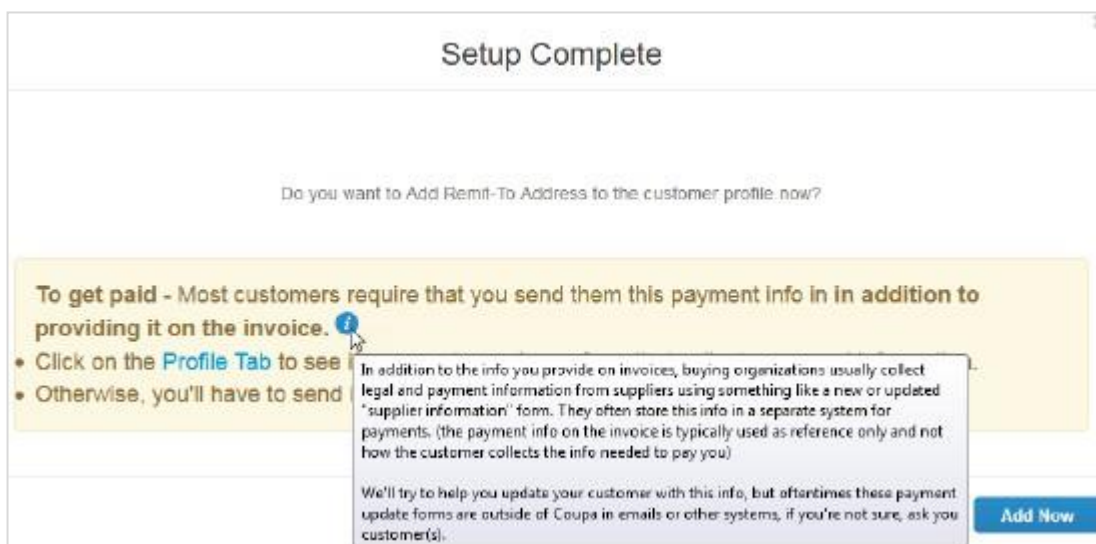 Setup Complete
Do you want to Add Remit-To Address to the customer profile now?
To get paid - Most customers require that you send them this payment info in in addition to
providing it on the invoice.
• Click on the Profile Tab to see
• Otherwise, you'll have to send
In addition to the info you provide on invoices, buying organizations usually collect
legal and payment information from suppliers using something like a new or updated
"supplier information" form. They often store this info in a separate system for
payments. (the payment info on the invoice is typically used as reference only and not
how the customer collects the info needed to pay you)
We'll try to help you update your customer with this info, but oftentimes these payment
update forms are outside of Coupa in emails or other systems, if you're not sure, ask you
customer(s).
Add Now